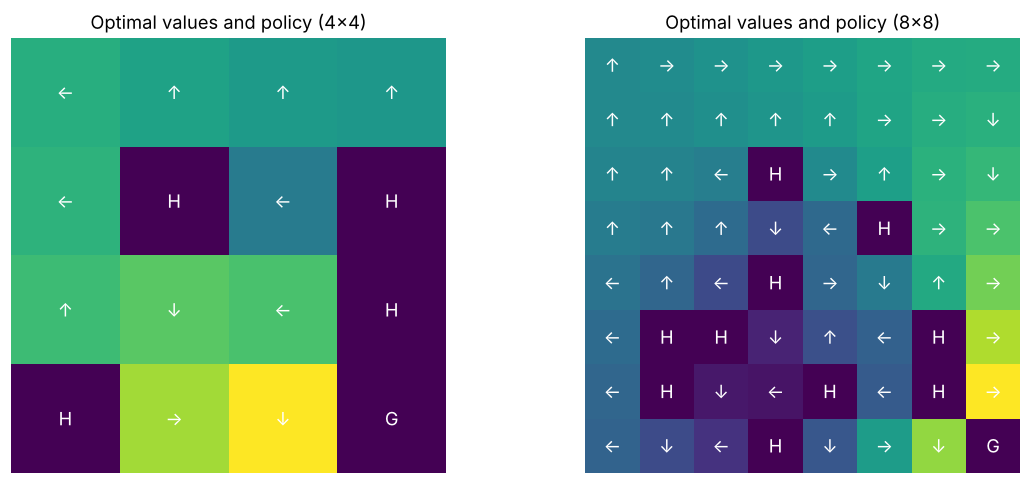 Optimal values and policy (4×4)
← ↑ ↑ ↑
← H ← H
↑ ↓ ← H
H → ↓ G
Optimal values and policy (8×8)
↑ → → → → → → →
↑ ↑ ↑ ↑ ↑ → → ↓
↑ ↑ ← H → ↑ → ↓
↑ ↑ ↑ ↓ ← H → →
← ↑ ← H → ↓ ↑ →
← H H ↓ ↑ ← H →
← H ↓ ← H ← H →
← ↓ ← H ↓ → ↓ G